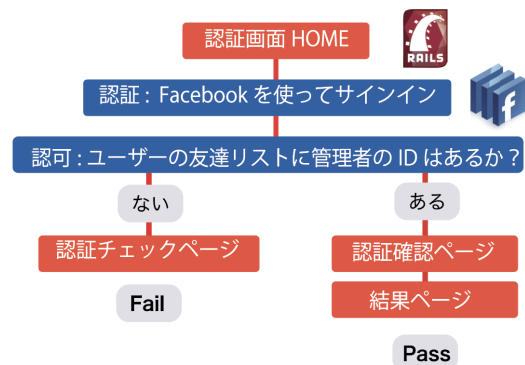 認証画面 HOME
RAILS
認証 : Facebook を使ってサインイン
f
認可 : ユーザーの友達リストに管理者の ID はあるか？
ない
ある
認証チェックページ
認証確認ページ
Fail
結果ページ
Pass